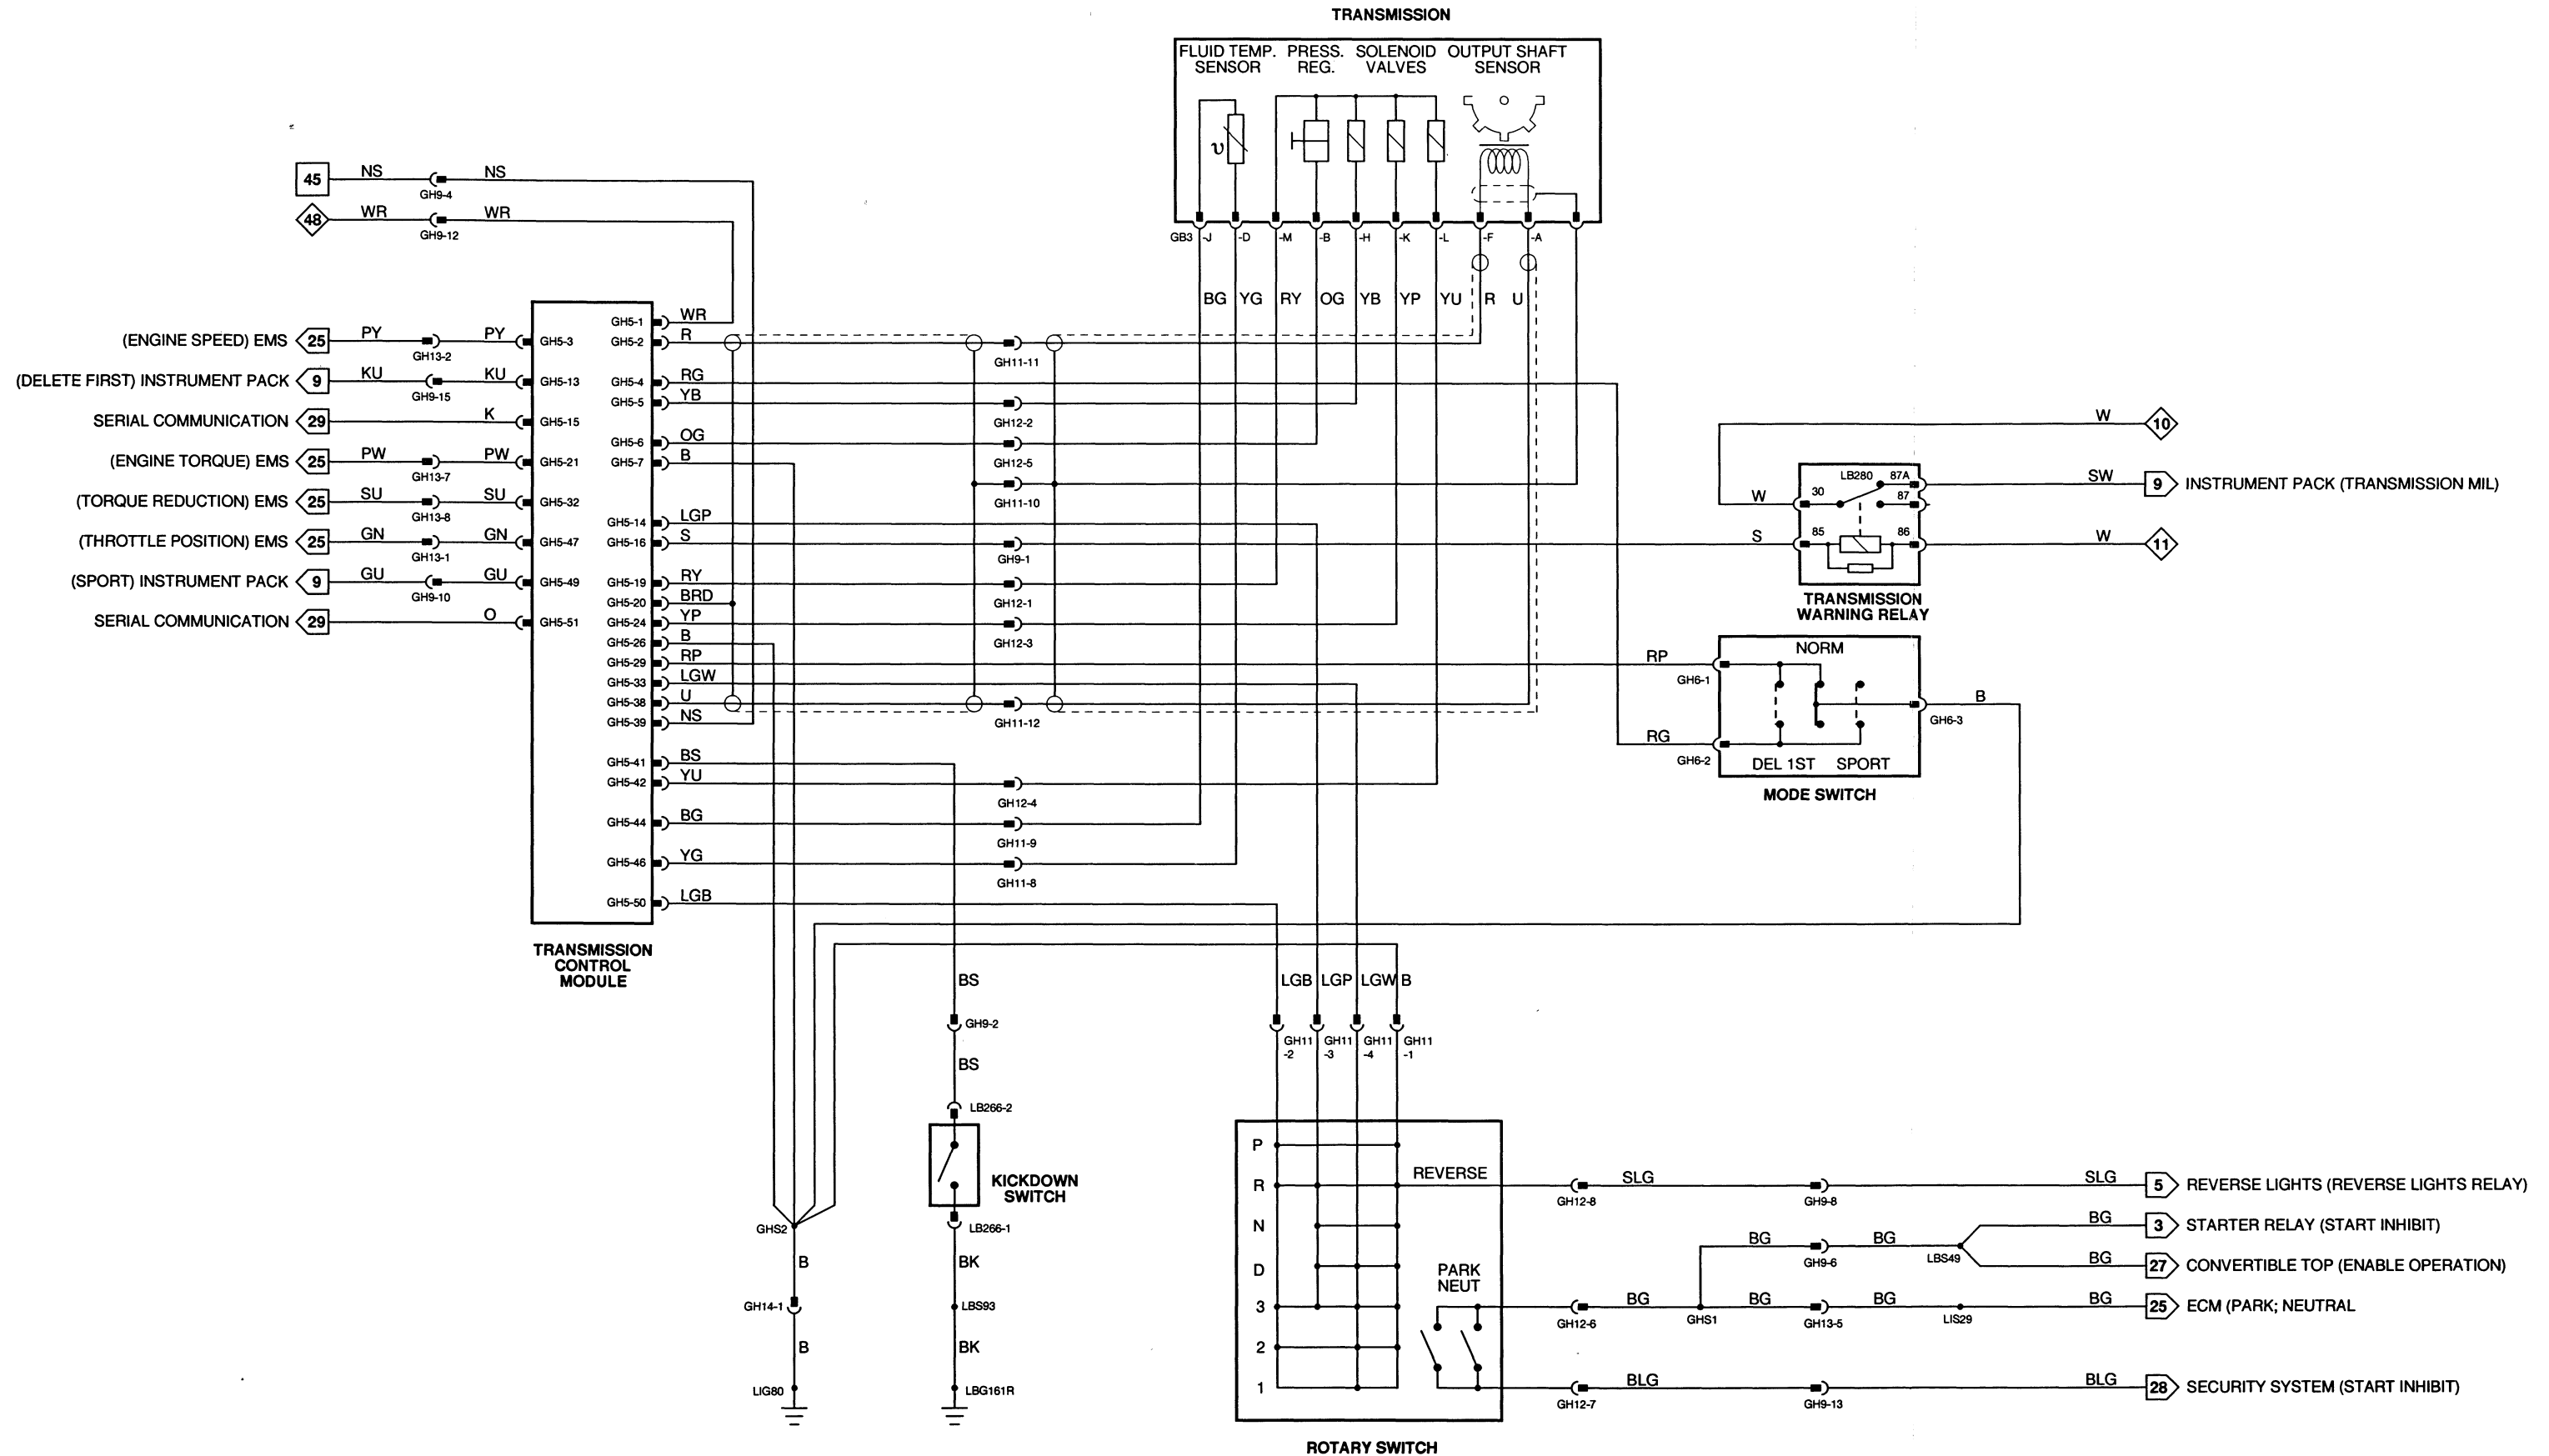 TRANSMISSION
FLUID TEMP. SENSOR
PRESS. REG.
SOLENOID VALVES
OUTPUT SHAFT SENSOR
υ
GB3 -J -D -M -B -H -K -L -F -A
BG YG RY OG YB YP YU R U
45 NS NS
GH9-4
48 WR WR
GH9-12
(ENGINE SPEED) EMS 25 PY PY GH5-3
GH13-2
(DELETE FIRST) INSTRUMENT PACK 9 KU KU GH5-13
GH9-15
SERIAL COMMUNICATION 29 K GH5-15
(ENGINE TORQUE) EMS 25 PW PW GH5-21
GH13-7
(TORQUE REDUCTION) EMS 25 SU SU GH5-32
GH13-8
(THROTTLE POSITION) EMS 25 GN GN GH5-47
GH13-1
(SPORT) INSTRUMENT PACK 9 GU GU GH5-49
GH9-10
SERIAL COMMUNICATION 29 O GH5-51
GH5-1 WR
GH5-2 R
GH11-11
GH5-4 RG
GH5-5 YB
GH12-2
GH5-6 OG
GH12-5
GH5-7 B
GH11-10
GH5-14 LGP
GH5-16 S
GH9-1
GH5-19 RY
GH12-1
GH5-20 BRD
GH5-24 YP
GH12-3
GH5-26 B
GH5-29 RP
GH5-33 LGW
GH5-38 U
GH11-12
GH5-39 NS
GH5-41 BS
GH5-42 YU
GH12-4
GH5-44 BG
GH11-9
GH5-46 YG
GH11-8
GH5-50 LGB
TRANSMISSION
CONTROL
MODULE
W 10
LB280 87A SW 9 INSTRUMENT PACK (TRANSMISSION MIL)
W 30 87
S 85 86 W 11
TRANSMISSION
WARNING RELAY
NORM
RP
GH6-1
B
GH6-3
RG
GH6-2
DEL 1ST SPORT
MODE SWITCH
BS
GH9-2
BS
LB266-2
KICKDOWN
SWITCH
LB266-1
BK
LBS93
BK
LBG161R
GHS2
B
GH14-1
B
LIG80
LGB LGP LGW B
GH11 -2
GH11 -3
GH11 -4
GH11 -1
P
R
N
D
3
2
1
REVERSE
PARK
NEUT
ROTARY SWITCH
SLG SLG 5 REVERSE LIGHTS (REVERSE LIGHTS RELAY)
GH12-8 GH9-8
BG BG BG 3 STARTER RELAY (START INHIBIT)
GH9-6 LBS49
BG 27 CONVERTIBLE TOP (ENABLE OPERATION)
BG BG BG BG 25 ECM (PARK; NEUTRAL
GH12-6 GHS1 GH13-5 LIS29
BLG BLG 28 SECURITY SYSTEM (START INHIBIT)
GH12-7 GH9-13